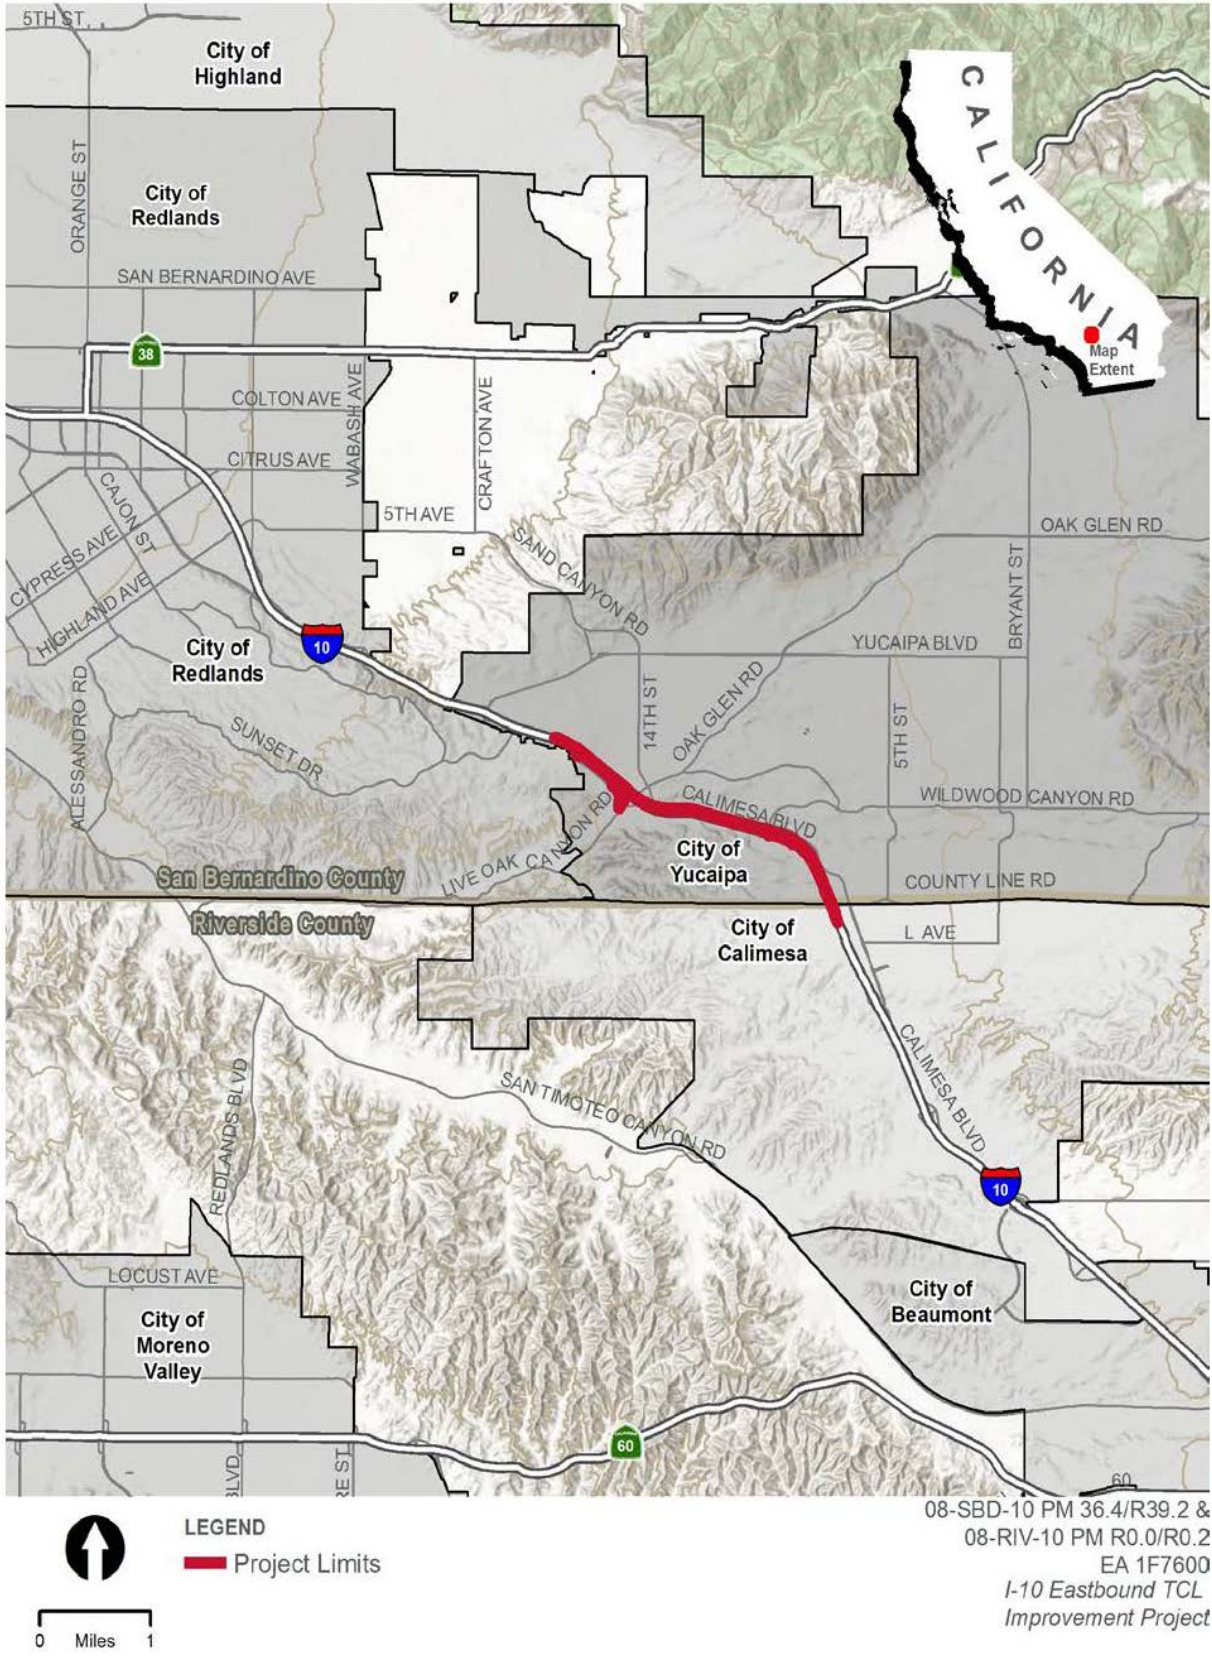 5TH ST
City of
Highland
CALIFORNIA
ORANGE ST
City of
Redlands
SAN BERNARDINO AVE
Map
Extent
38
COLTON AVE
WABASH AVE
CRAFTON AVE
CITRUS AVE
CAJON ST
5TH AVE
SAND CANYON RD
OAK GLEN RD
CYPRESS AVE
HIGHLAND AVE
BRYANT ST
10
City of
Redlands
YUCAIPA BLVD
ALESSANDRO RD
14TH ST
OAK GLEN RD
5TH ST
SUNSET DR
CALIMESA BLVD
WILDWOOD CANYON RD
LIVE OAK CANYON RD
City of
Yucaipa
San Bernardino County
COUNTY LINE RD
Riverside County
City of
Calimesa
L AVE
CALIMESA BLVD
REDLANDS BLVD
SAN TIMOTEO CANYON RD
10
LOCUST AVE
City of
Beaumont
City of
Moreno
Valley
60
BLVD
RE ST
60
LEGEND
Project Limits
0 Miles 1
08-SBD-10 PM 36.4/R39.2 &
08-RIV-10 PM R0.0/R0.2
EA 1F7600
I-10 Eastbound TCL
Improvement Project